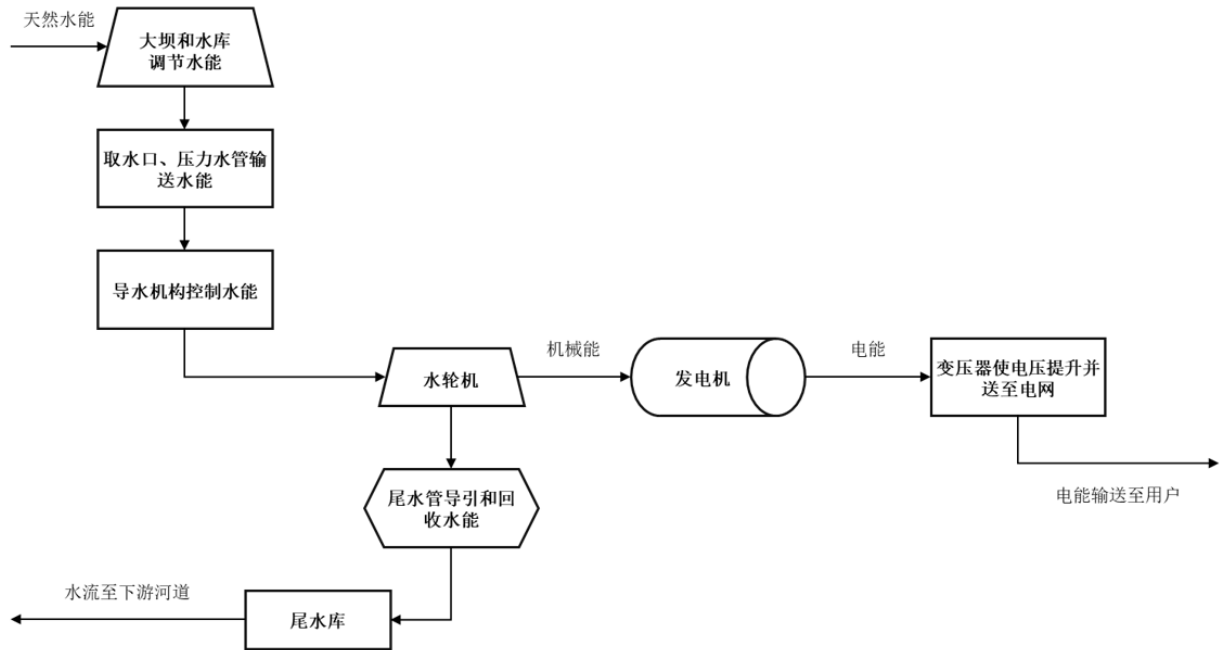 天然水能
大坝和水库
调节水能
取水口、压力水管输
送水能
导水机构控制水能
水轮机
机械能
发电机
电能
变压器使电压提升并
送至电网
电能输送至用户
尾水管导引和回
收水能
尾水库
水流至下游河道